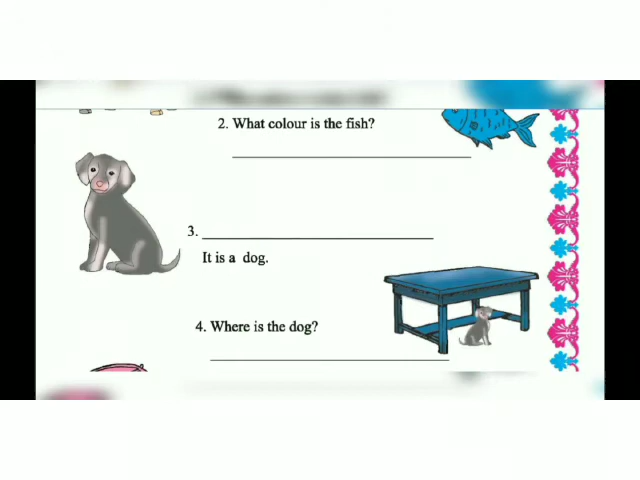 2. What colour is the fish?
3.
It is a dog.
4. Where is the dog?